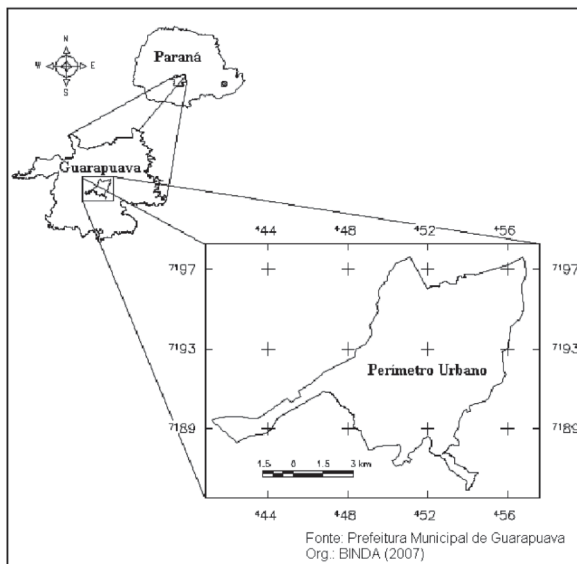 N
W E
S
Paraná
Guarapuava
⁴44 ⁴48 ⁴52 ⁴56
7197 7197
7193 7193
Perímetro Urbano
7189 7189
1.5 0 1.5 3 km
⁴44 ⁴48 ⁴52 ⁴56
Fonte: Prefeitura Municipal de Guarapuava
Org.: BINDA (2007)